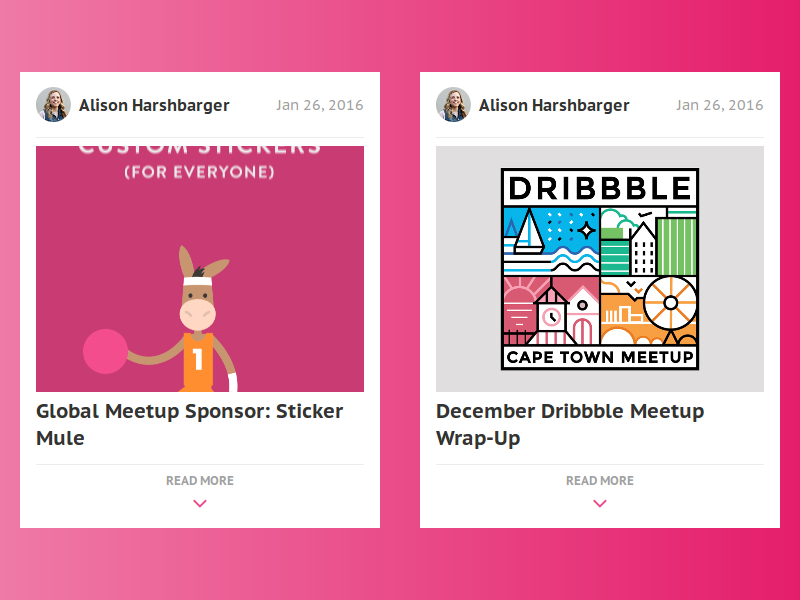 Alison Harshbarger
Jan 26, 2016
CUSTOM STICKERS
(FOR EVERYONE)
1
Global Meetup Sponsor: Sticker
Mule
READ MORE
Alison Harshbarger
Jan 26, 2016
DRIBBBLE
CAPE TOWN MEETUP
December Dribbble Meetup
Wrap-Up
READ MORE